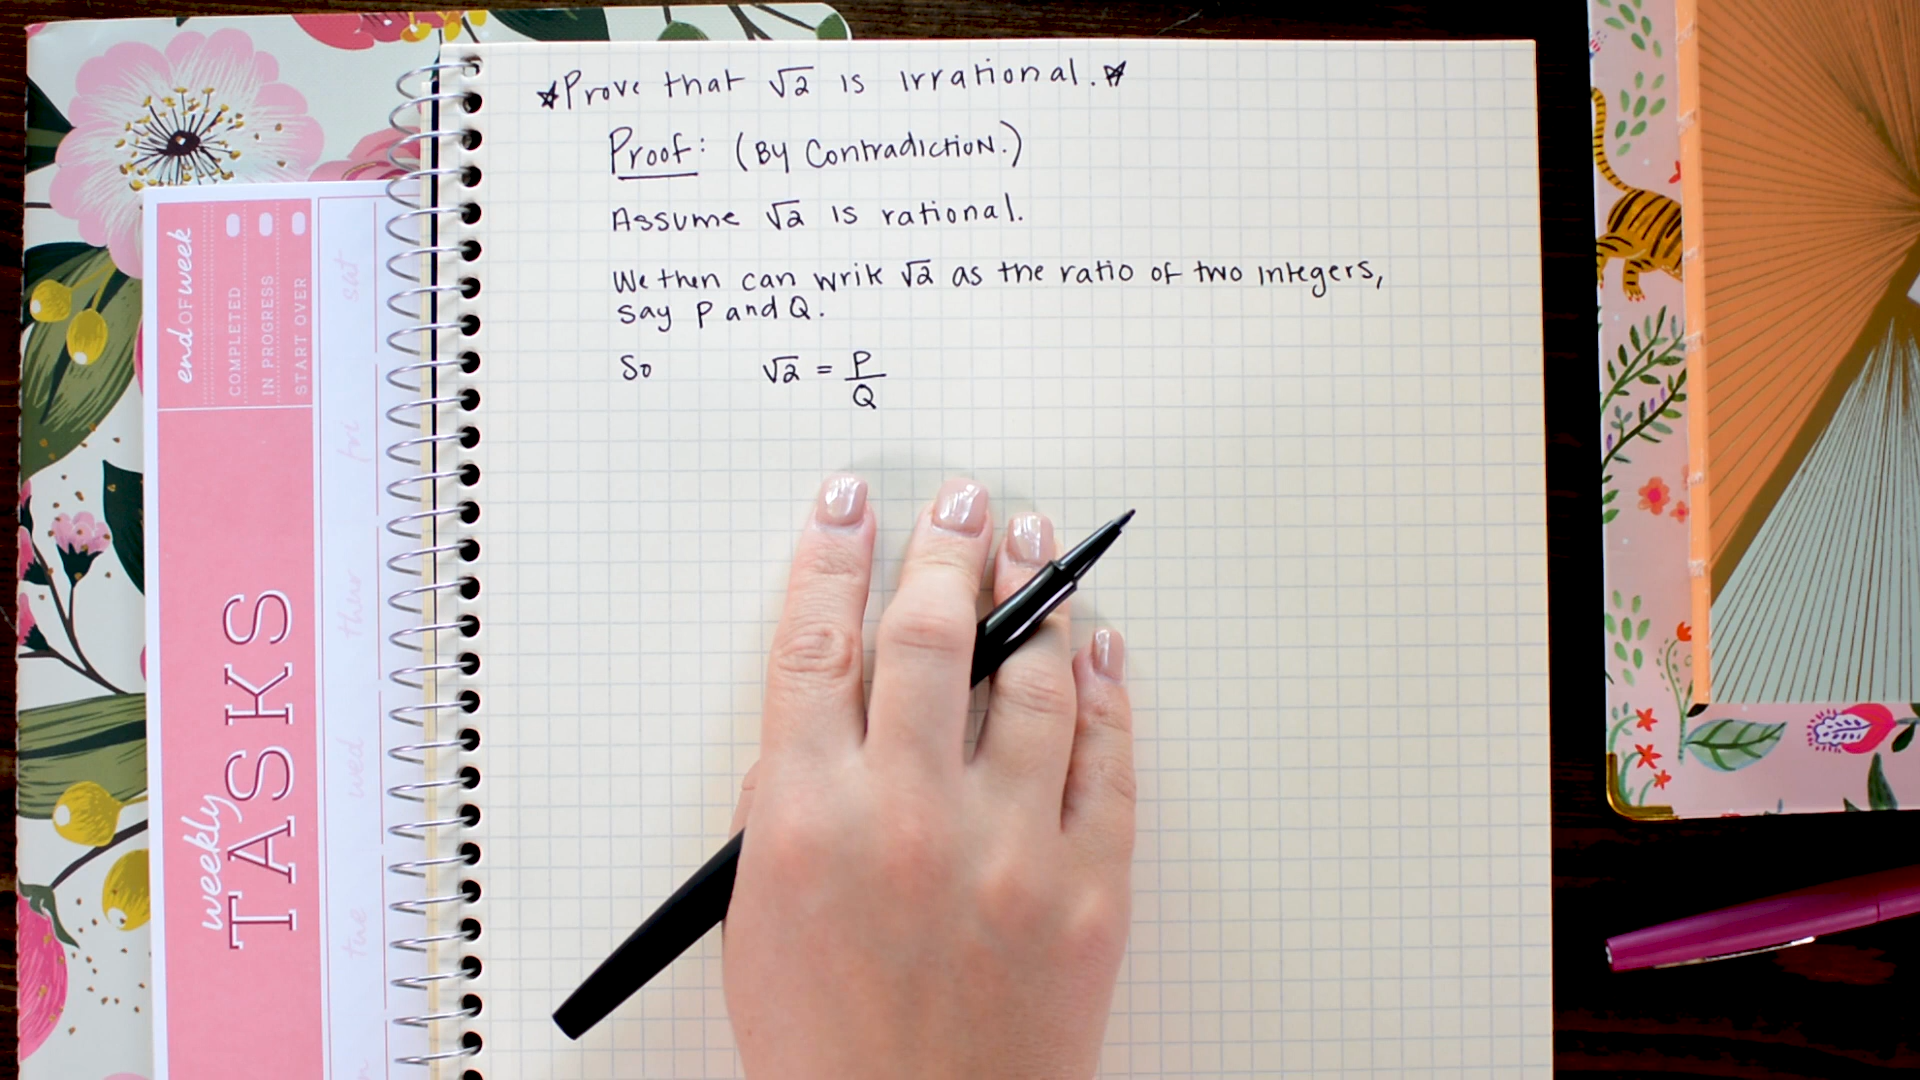 Prove that √2 is irrational.
Proof: (By Contradiction.)
Assume √2 is rational.
We then can write √2 as the ratio of two integers,
say P and Q.
So √2 = P/Q
end OF week
COMPLETED
IN PROGRESS
START OVER
weekly
TASKS
sat
fri
thur
wed
tue